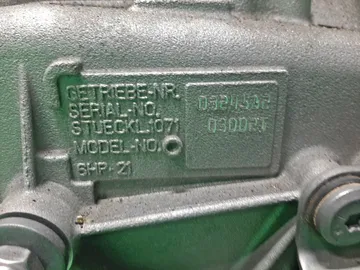 GETRIEBE-NR.
SERIAL-NO.
STUECKL.1071
MODEL-NO.
6HP-21